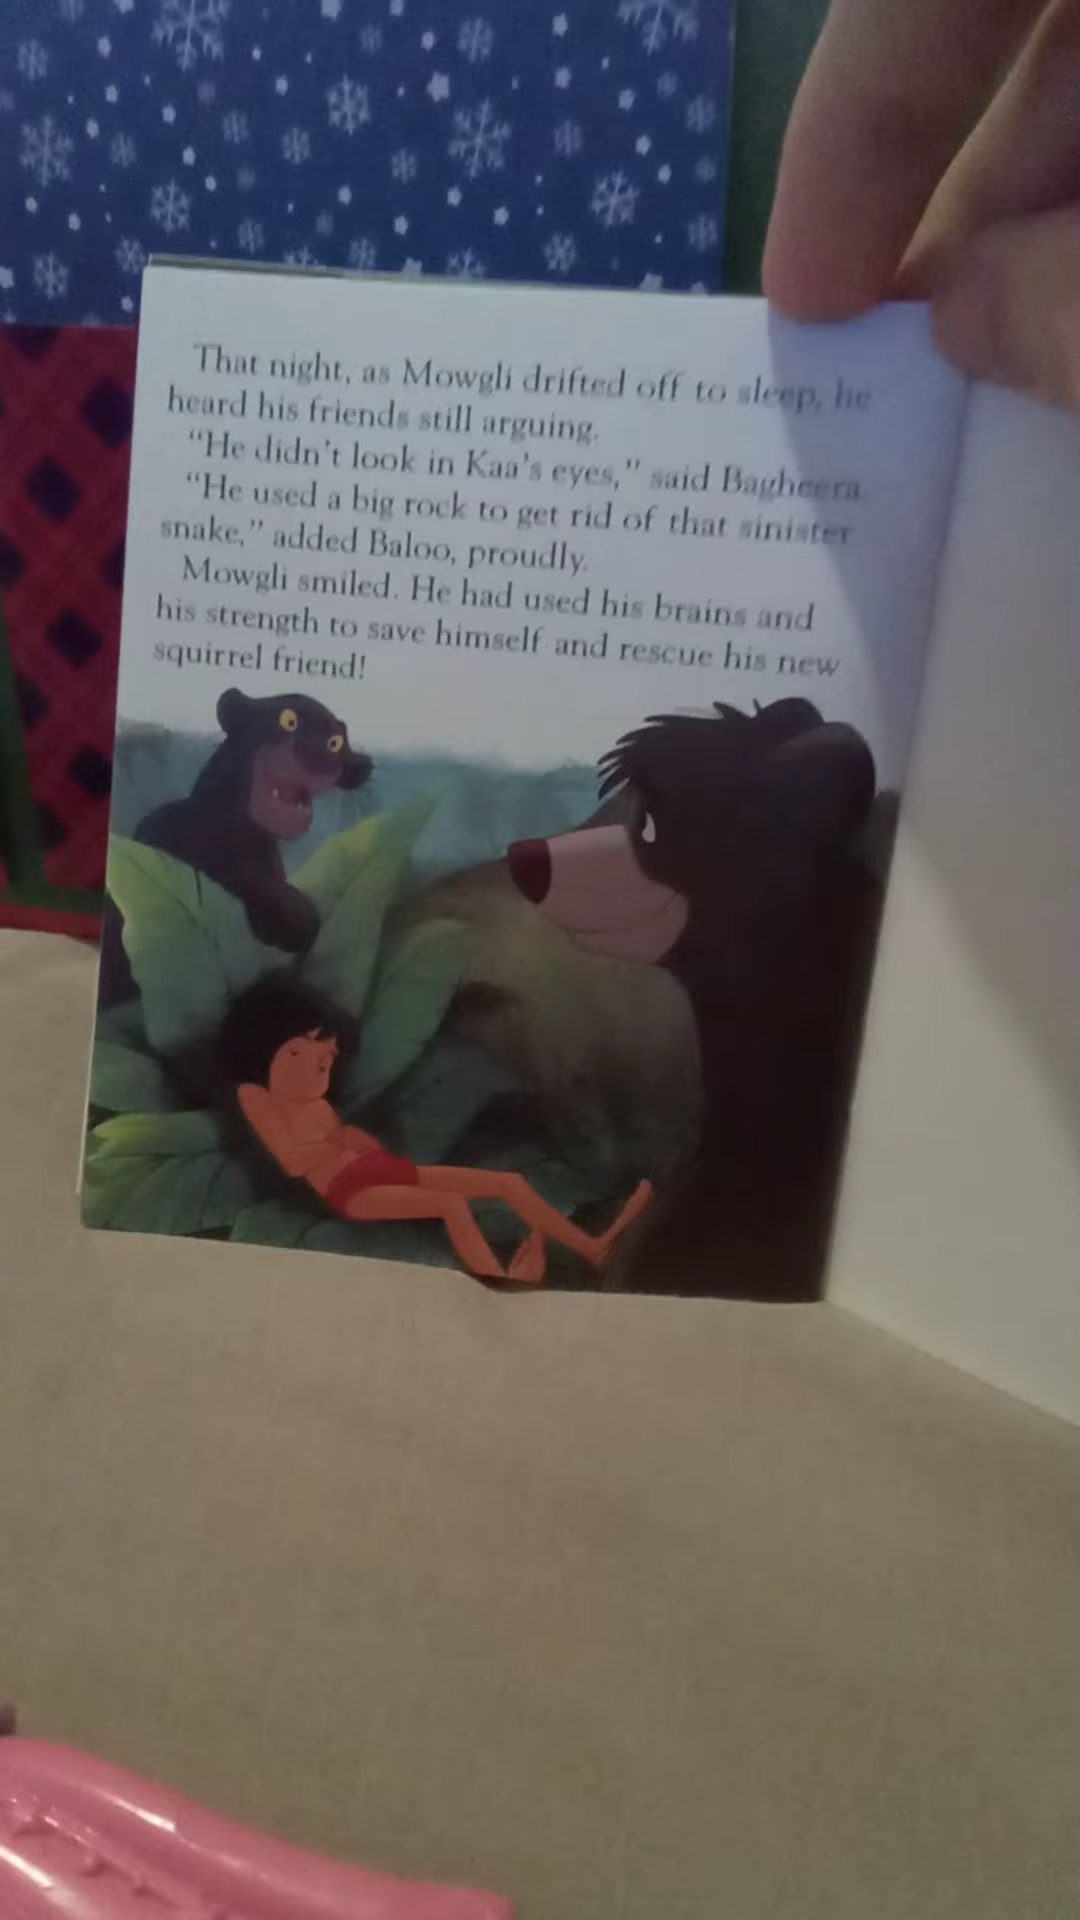 That night, as Mowgli drifted off to sleep, he
heard his friends still arguing.
“He didn’t look in Kaa’s eyes,” said Bagheera.
“He used a big rock to get rid of that sinister
snake,” added Baloo, proudly.
Mowgli smiled. He had used his brains and
his strength to save himself and rescue his new
squirrel friend!